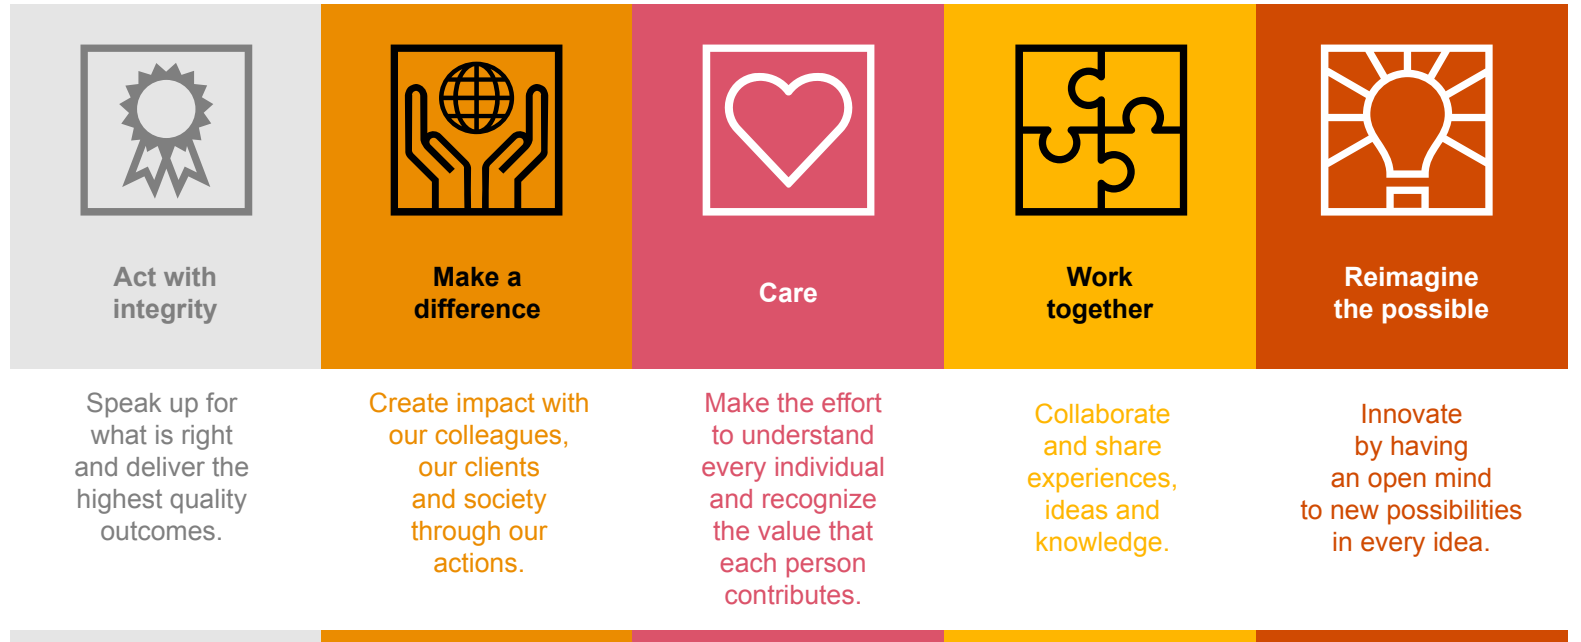 Act with
integrity
Make a
difference
Care
Work
together
Reimagine
the possible
Speak up for
what is right
and deliver the
highest quality
outcomes.
Create impact with
our colleagues,
our clients
and society
through our
actions.
Make the effort
to understand
every individual
and recognize
the value that
each person
contributes.
Collaborate
and share
experiences,
ideas and
knowledge.
Innovate
by having
an open mind
to new possibilities
in every idea.